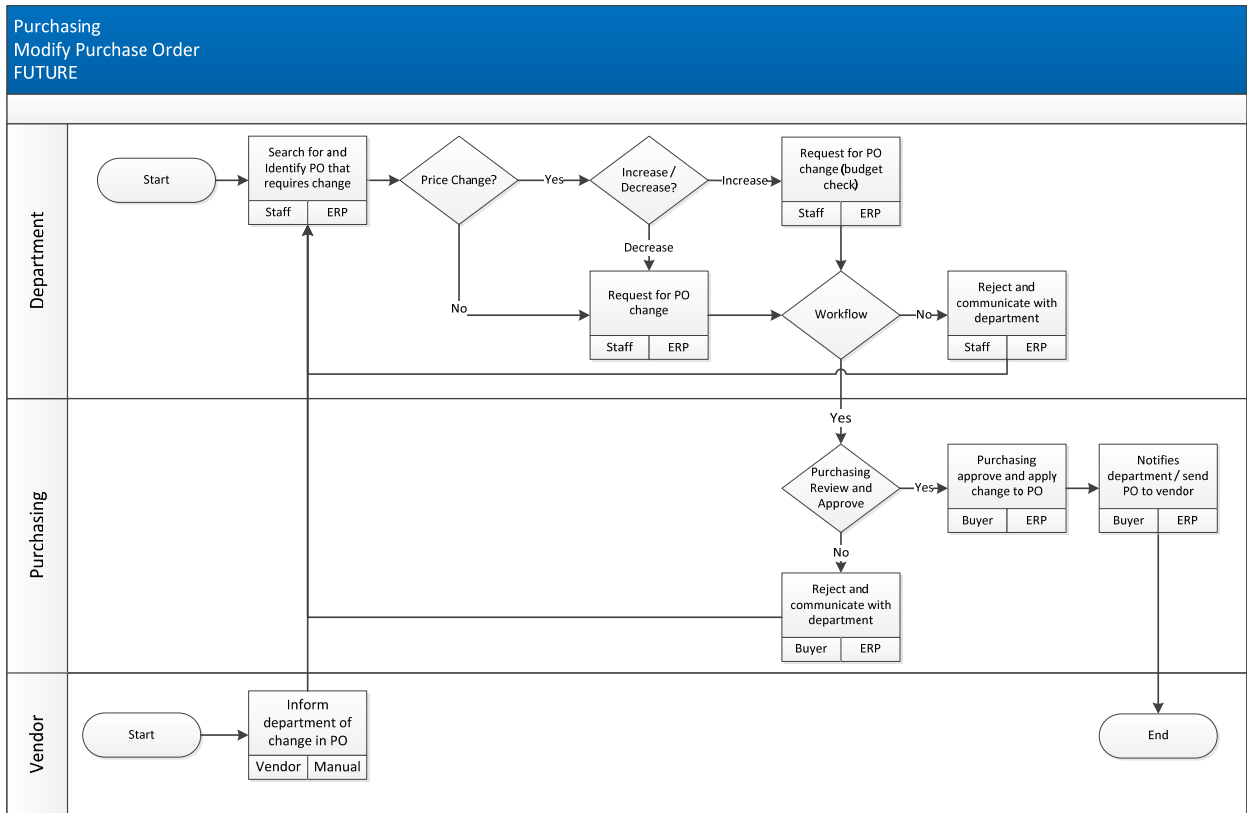 Purchasing
Modify Purchase Order
FUTURE
Department
Start
Search for and
Identify PO that
requires change
Staff
ERP
Price Change?
Yes
Increase /
Decrease?
Increase
Request for PO
change (budget
check)
Staff
ERP
Decrease
No
Request for PO
change
Staff
ERP
Workflow
No
Reject and
communicate with
department
Staff
ERP
Purchasing
Yes
Purchasing
Review and
Approve
Yes
Purchasing
approve and apply
change to PO
Buyer
ERP
Notifies
department / send
PO to vendor
Buyer
ERP
No
Reject and
communicate with
department
Buyer
ERP
Vendor
Start
Inform
department of
change in PO
Vendor
Manual
End